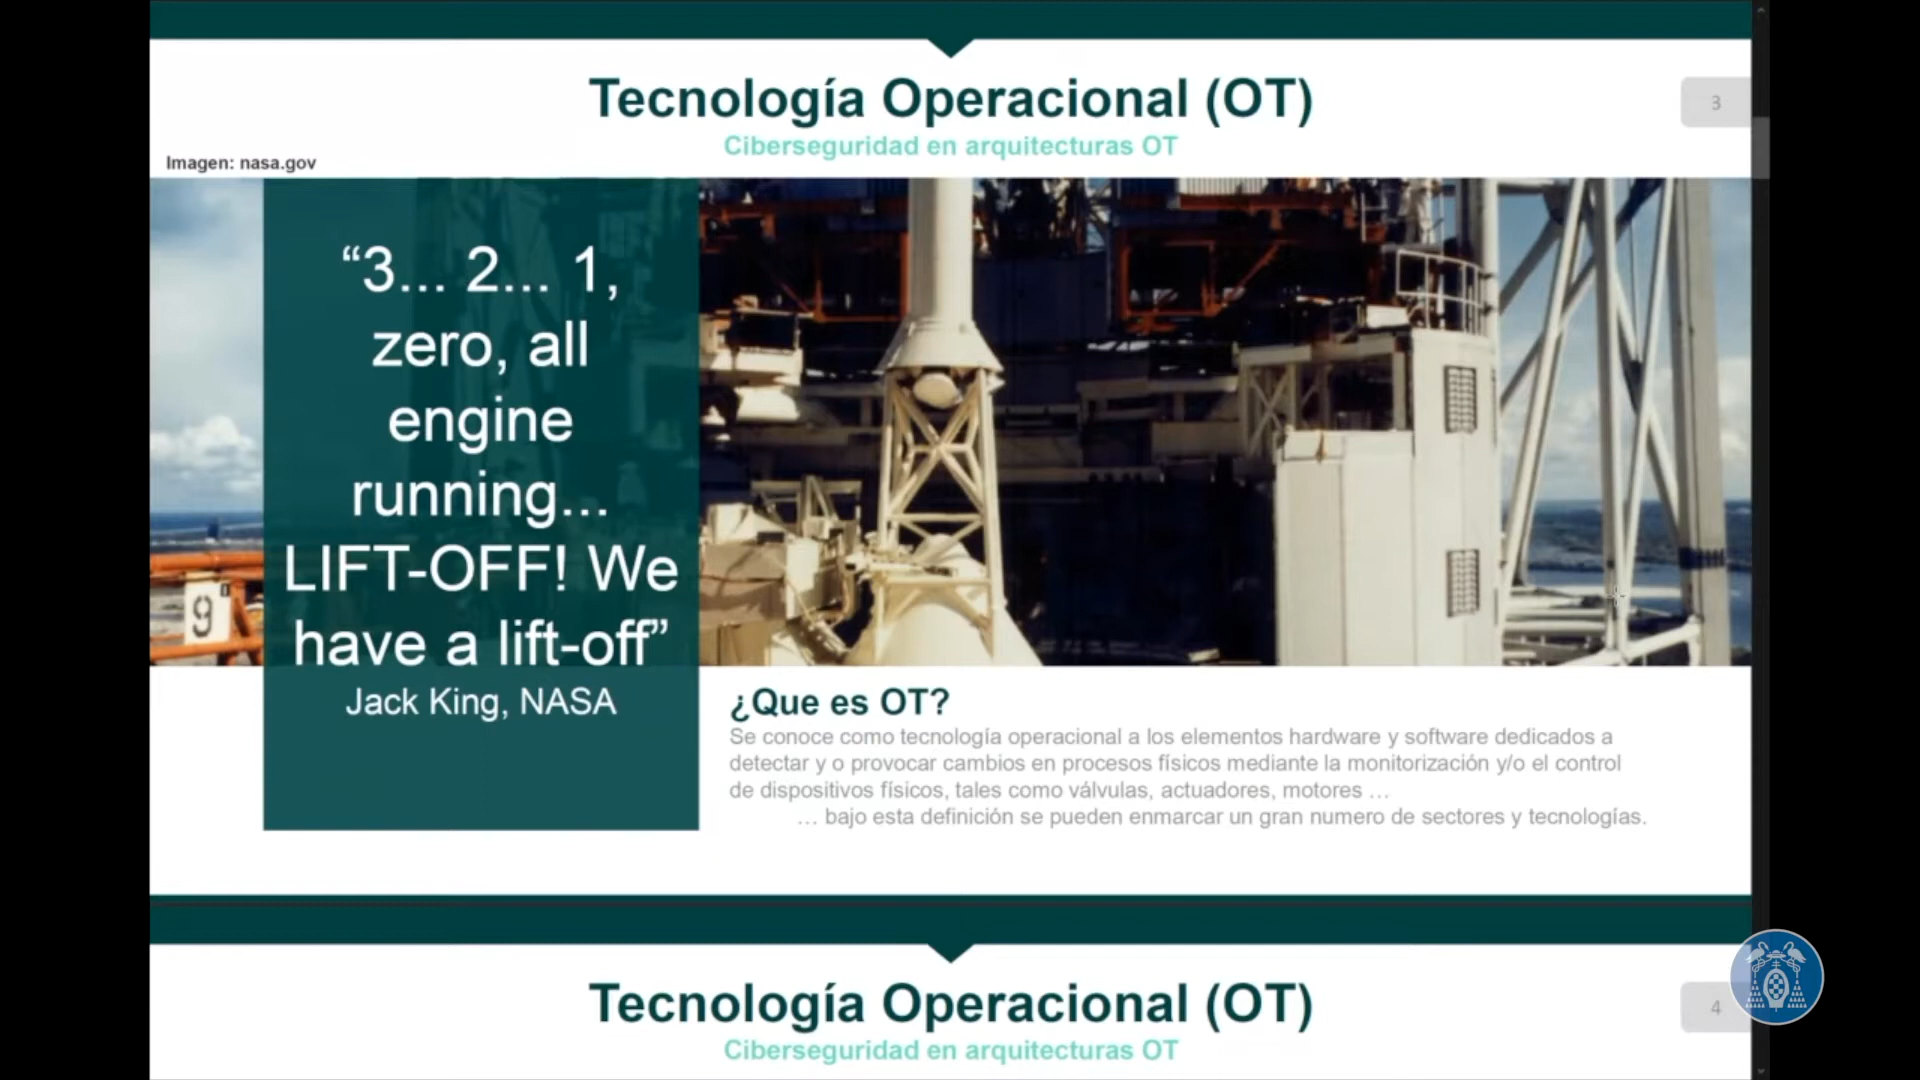 Tecnología Operacional (OT)
3
Ciberseguridad en arquitecturas OT
Imagen: nasa.gov
“3... 2... 1,
zero, all
engine
running...
LIFT-OFF! We
have a lift-off”
Jack King, NASA
9
¿Que es OT?
Se conoce como tecnología operacional a los elementos hardware y software dedicados a
detectar y o provocar cambios en procesos físicos mediante la monitorización y/o el control
de dispositivos físicos, tales como válvulas, actuadores, motores …
… bajo esta definición se pueden enmarcar un gran numero de sectores y tecnologías.
Tecnología Operacional (OT)
4
Ciberseguridad en arquitecturas OT